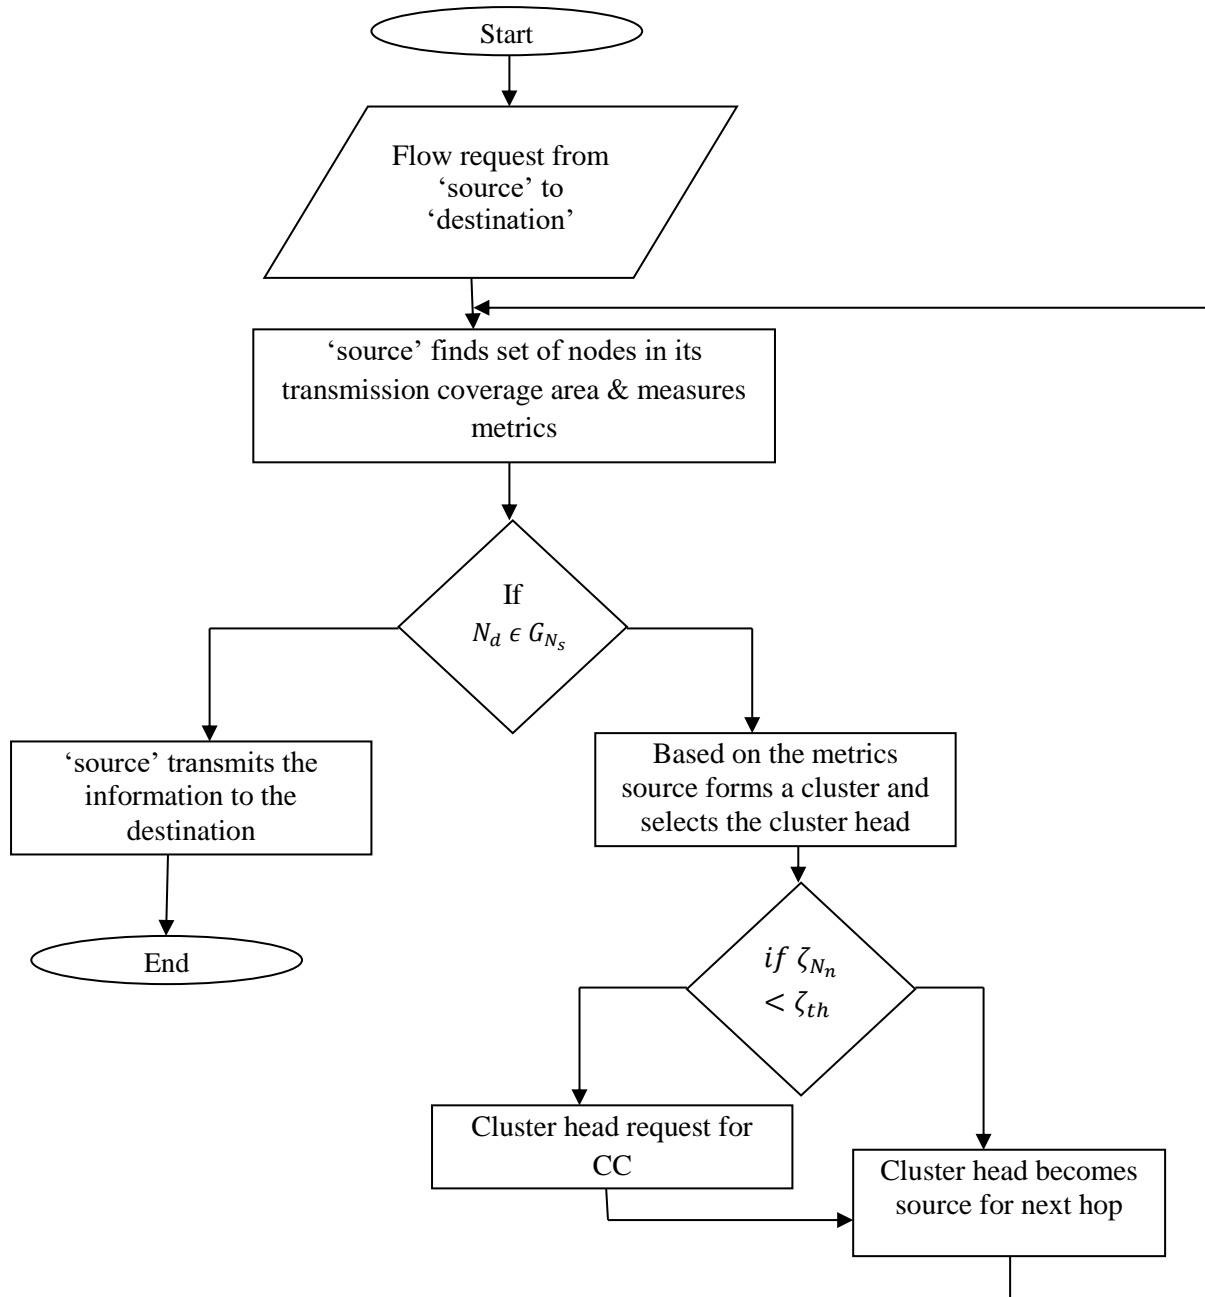 Start
Flow request from
‘source’ to
‘destination’
‘source’ finds set of nodes in its
transmission coverage area & measures
metrics
If
N_d ϵ G_{N_s}
‘source’ transmits the
information to the
destination
Based on the metrics
source forms a cluster and
selects the cluster head
End
if ζ_{N_n}
< ζ_{th}
Cluster head request for
CC
Cluster head becomes
source for next hop